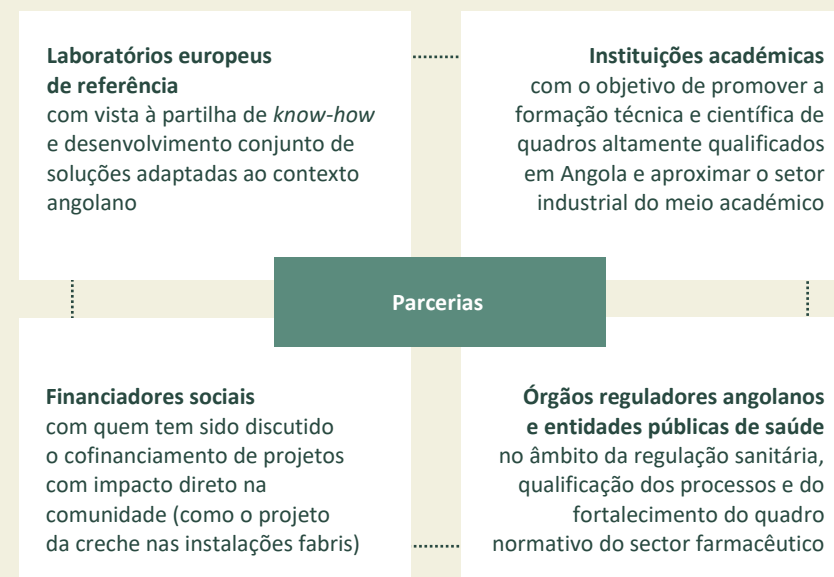 Laboratórios europeus
de referência
com vista à partilha de know-how
e desenvolvimento conjunto de
soluções adaptadas ao contexto
angolano
Instituições académicas
com o objetivo de promover a
formação técnica e científica de
quadros altamente qualificados
em Angola e aproximar o setor
industrial do meio académico
Parcerias
Financiadores sociais
com quem tem sido discutido
o cofinanciamento de projetos
com impacto direto na
comunidade (como o projeto
da creche nas instalações fabris)
Órgãos reguladores angolanos
e entidades públicas de saúde
no âmbito da regulação sanitária,
qualificação dos processos e do
fortalecimento do quadro
normativo do sector farmacêutico